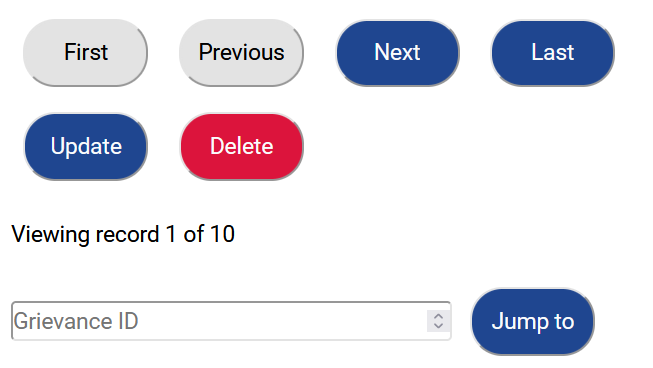 First Previous Next Last
Update Delete
Viewing record 1 of 10
Grievance ID Jump to